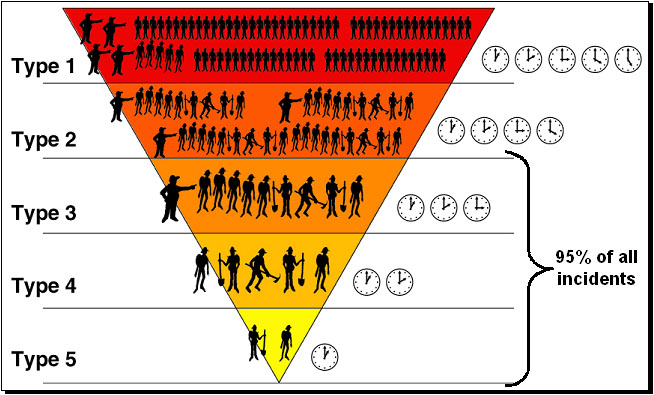 Type 1
Type 2
Type 3
95% of all
incidents
Type 4
Type 5